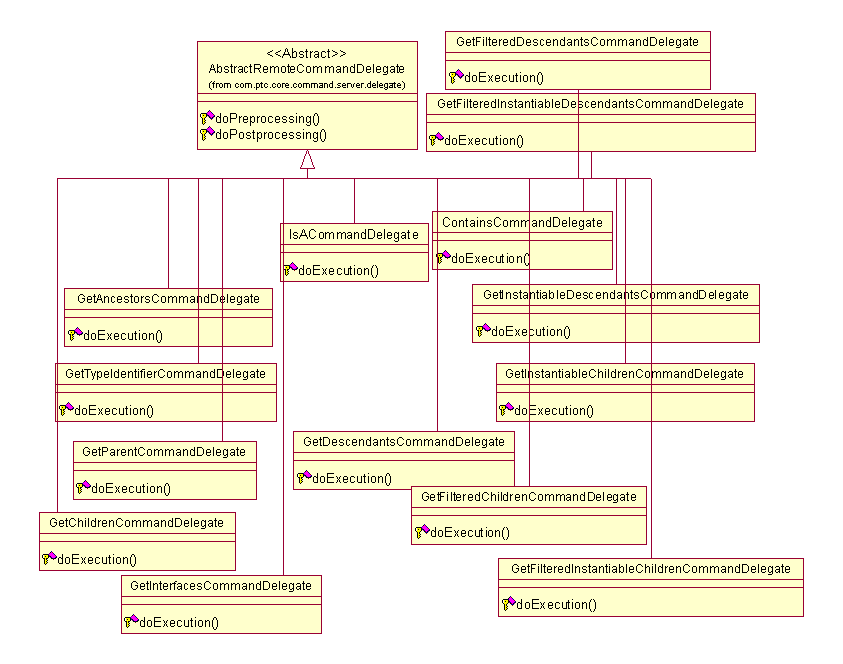 <<Abstract>>
AbstractRemoteCommandDelegate
(from com.ptc.core.command.server.delegate)
doPreprocessing()
doPostprocessing()
GetFilteredDescendantsCommandDelegate
doExecution()
GetFilteredInstantiableDescendantsCommandDelegate
doExecution()
IsACommandDelegate
doExecution()
ContainsCommandDelegate
doExecution()
GetAncestorsCommandDelegate
doExecution()
GetInstantiableDescendantsCommandDelegate
doExecution()
GetTypeIdentifierCommandDelegate
doExecution()
GetInstantiableChildrenCommandDelegate
doExecution()
GetParentCommandDelegate
doExecution()
GetDescendantsCommandDelegate
doExecution()
GetFilteredChildrenCommandDelegate
doExecution()
GetChildrenCommandDelegate
doExecution()
GetFilteredInstantiableChildrenCommandDelegate
doExecution()
GetInterfacesCommandDelegate
doExecution()